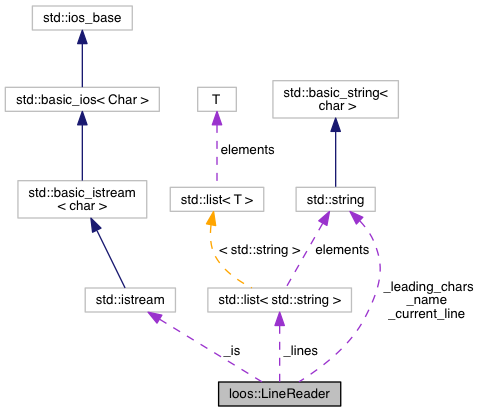 std::ios_base
std::basic_ios< Char >
T
std::basic_string<
char >
elements
std::basic_istream
< char >
std::list< T >
std::string
< std::string >
elements
std::istream
std::list< std::string >
_leading_chars
_name
_current_line
_is
_lines
loos::LineReader